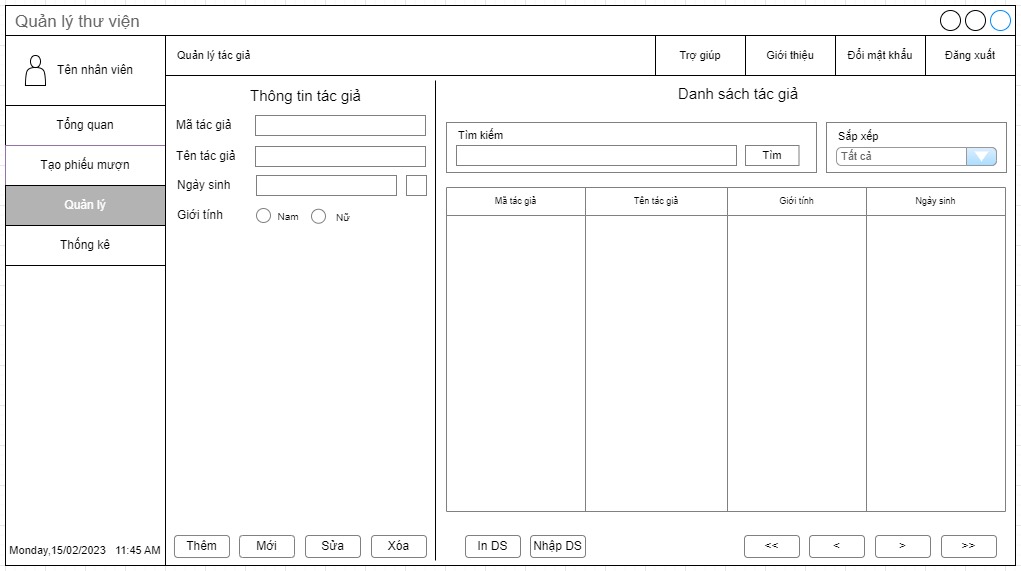 Quản lý thư viện
Tên nhân viên
Quản lý tác giả
Trợ giúp
Giới thiệu
Đổi mật khẩu
Đăng xuất
Tổng quan
Tạo phiếu mượn
Quản lý
Thống kê
Monday,15/02/2023 11:45 AM
Thông tin tác giả
Mã tác giả
Tên tác giả
Ngày sinh
Giới tính
Nam
Nữ
Thêm
Mới
Sửa
Xóa
Danh sách tác giả
Tìm kiếm
Tìm
Sắp xếp
Tất cả
Mã tác giả
Tên tác giả
Giới tính
Ngày sinh
In DS
Nhập DS
<<
<
>
>>